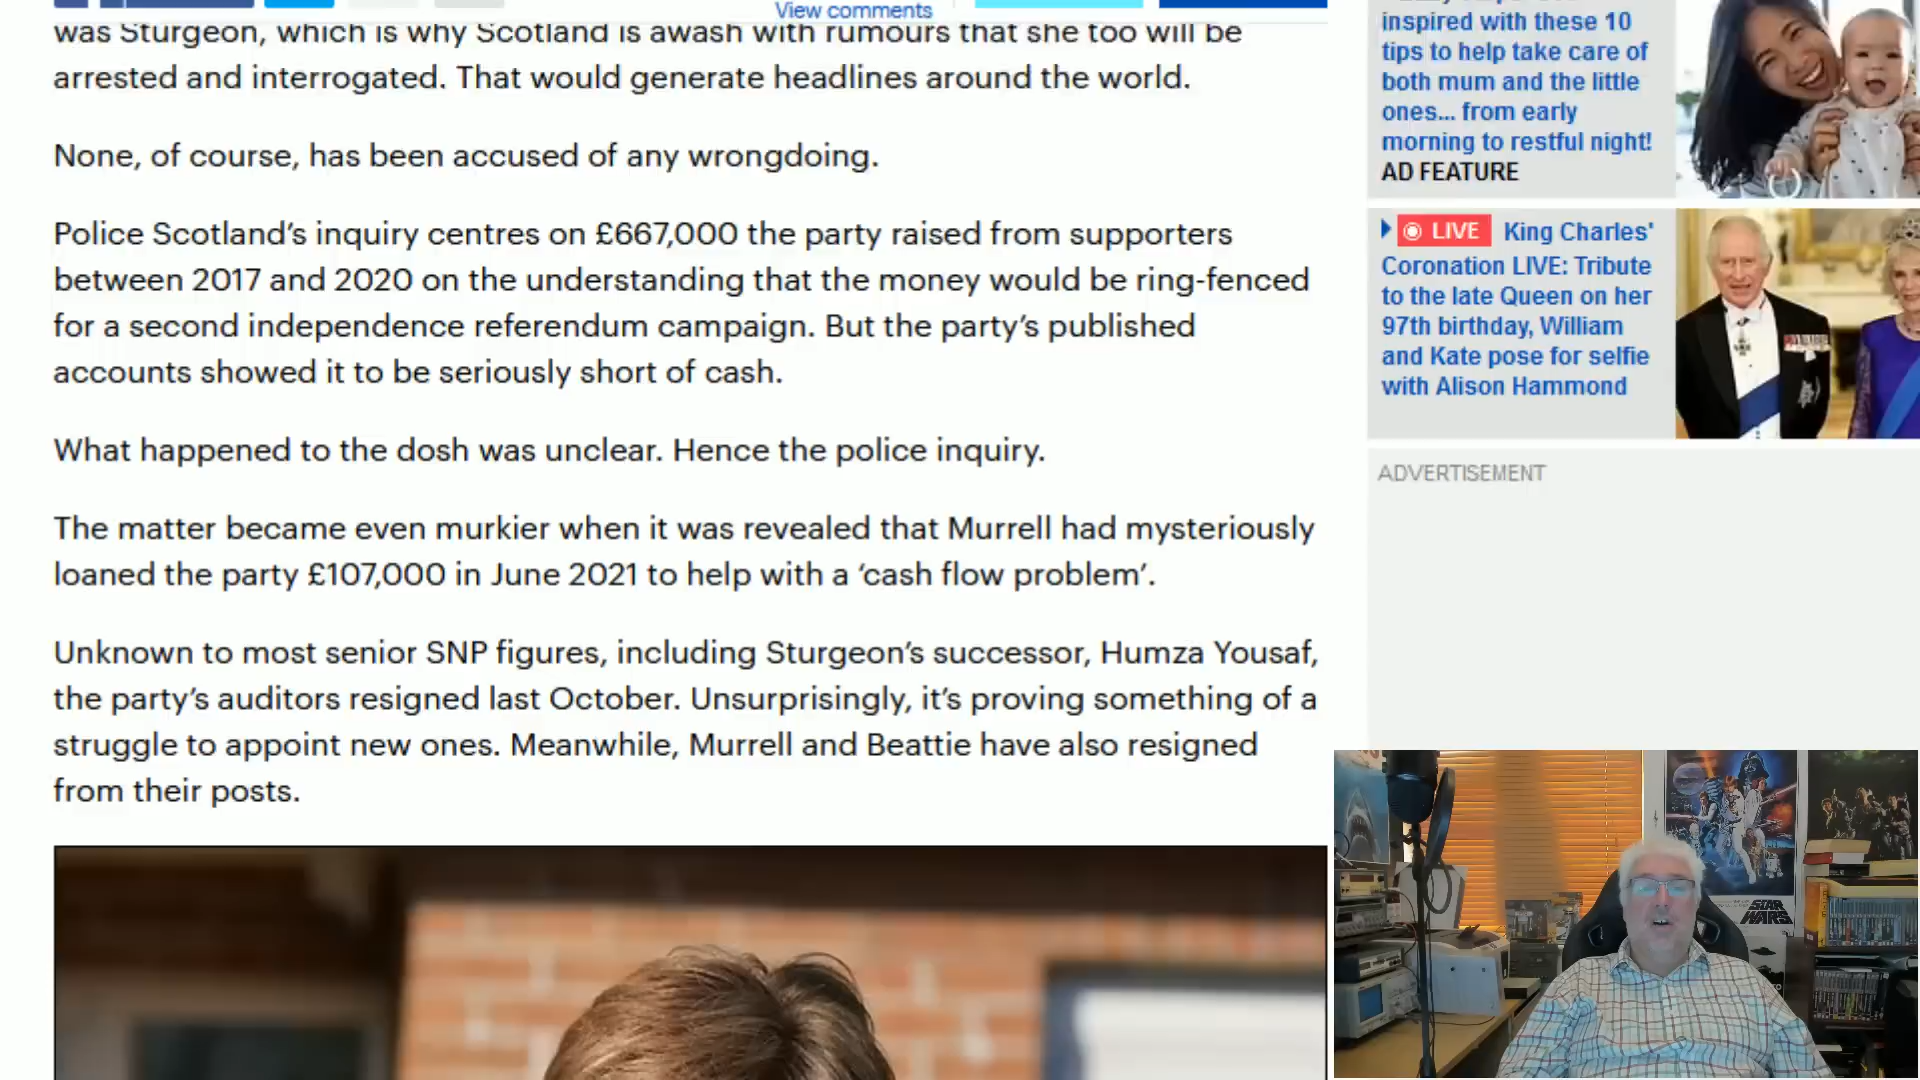 View comments
was Sturgeon, which is why Scotland is awash with rumours that she too will be
arrested and interrogated. That would generate headlines around the world.
None, of course, has been accused of any wrongdoing.
Police Scotland’s inquiry centres on £667,000 the party raised from supporters
between 2017 and 2020 on the understanding that the money would be ring-fenced
for a second independence referendum campaign. But the party’s published
accounts showed it to be seriously short of cash.
What happened to the dosh was unclear. Hence the police inquiry.
The matter became even murkier when it was revealed that Murrell had mysteriously
loaned the party £107,000 in June 2021 to help with a ‘cash flow problem’.
Unknown to most senior SNP figures, including Sturgeon’s successor, Humza Yousaf,
the party’s auditors resigned last October. Unsurprisingly, it’s proving something of a
struggle to appoint new ones. Meanwhile, Murrell and Beattie have also resigned
from their posts.
inspired with these 10
tips to help take care of
both mum and the little
ones... from early
morning to restful night!
AD FEATURE
LIVE King Charles'
Coronation LIVE: Tribute
to the late Queen on her
97th birthday, William
and Kate pose for selfie
with Alison Hammond
ADVERTISEMENT
STAR
WARS